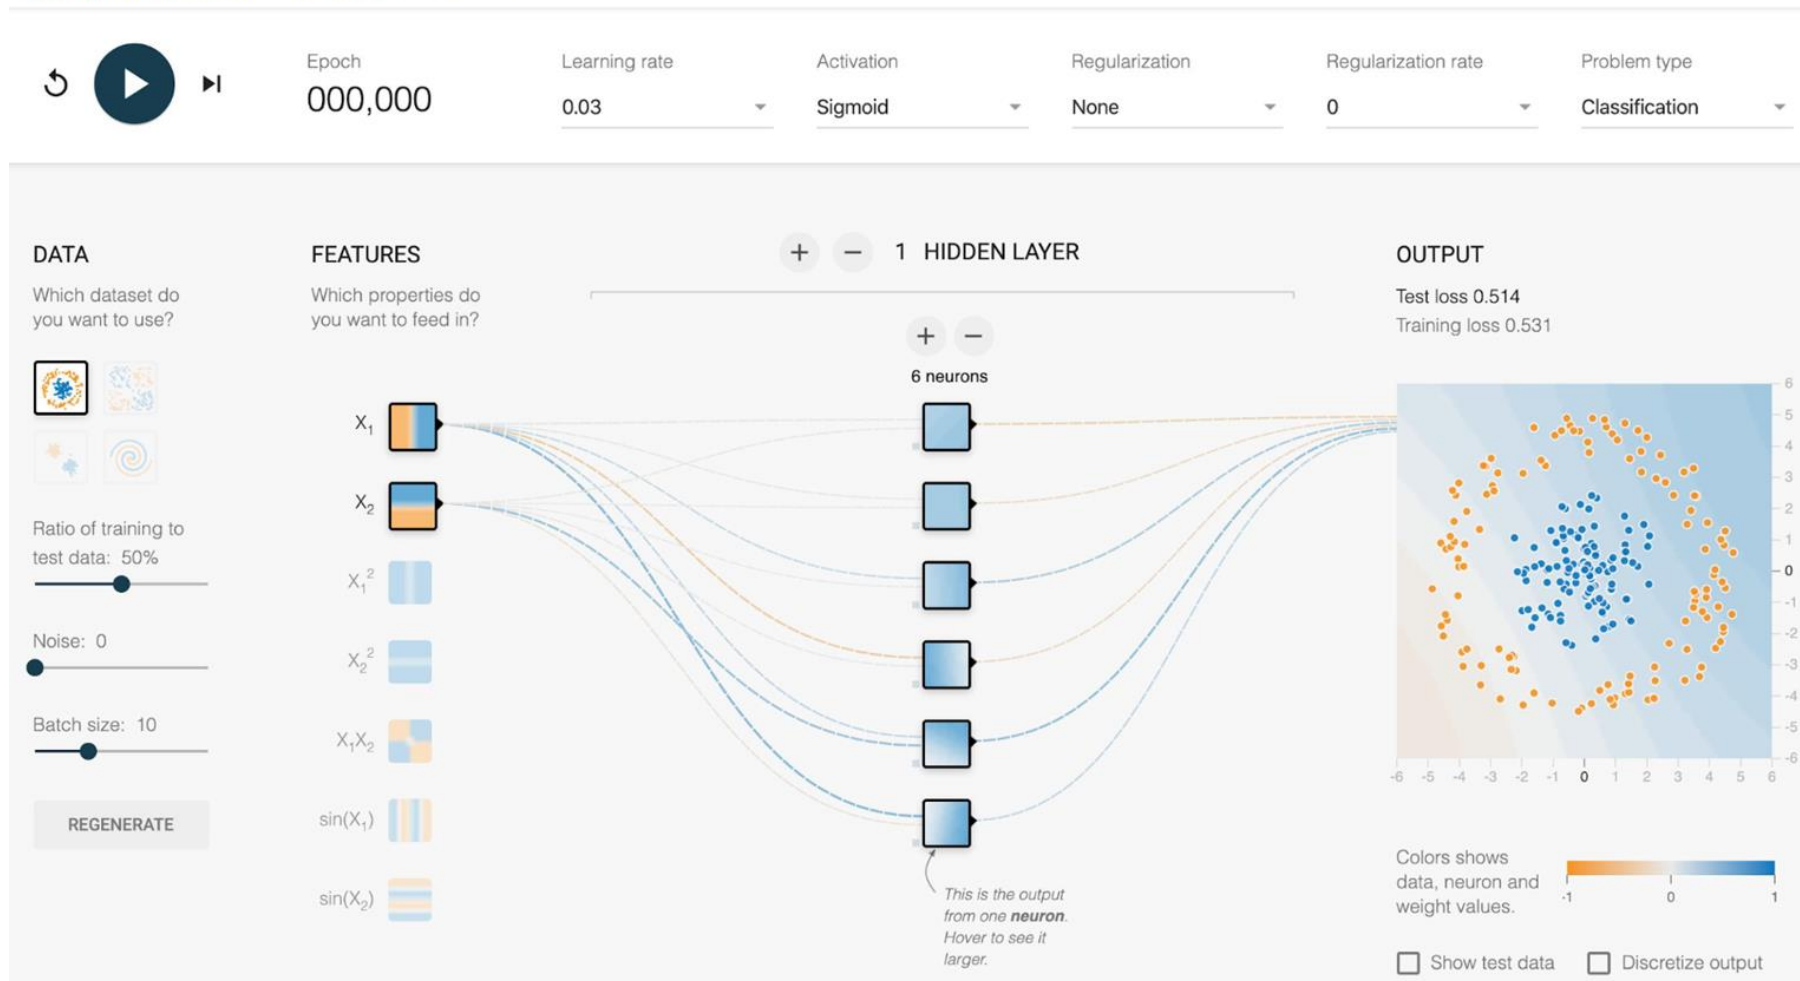 Epoch
000,000
Learning rate
0.03
Activation
Sigmoid
Regularization
None
Regularization rate
0
Problem type
Classification
DATA
Which dataset do
you want to use?
Ratio of training to
test data: 50%
Noise: 0
Batch size: 10
REGENERATE
FEATURES
Which properties do
you want to feed in?
X₁
X₂
X₁²
X₂²
X₁X₂
sin(X₁)
sin(X₂)
+ − 1 HIDDEN LAYER
+ −
6 neurons
This is the output
from one neuron.
Hover to see it
larger.
OUTPUT
Test loss 0.514
Training loss 0.531
6
5
4
3
2
1
0
-1
-2
-3
-4
-5
-6
-6 -5 -4 -3 -2 -1 0 1 2 3 4 5 6
Colors shows
data, neuron and
weight values.
-1 0 1
Show test data
Discretize output